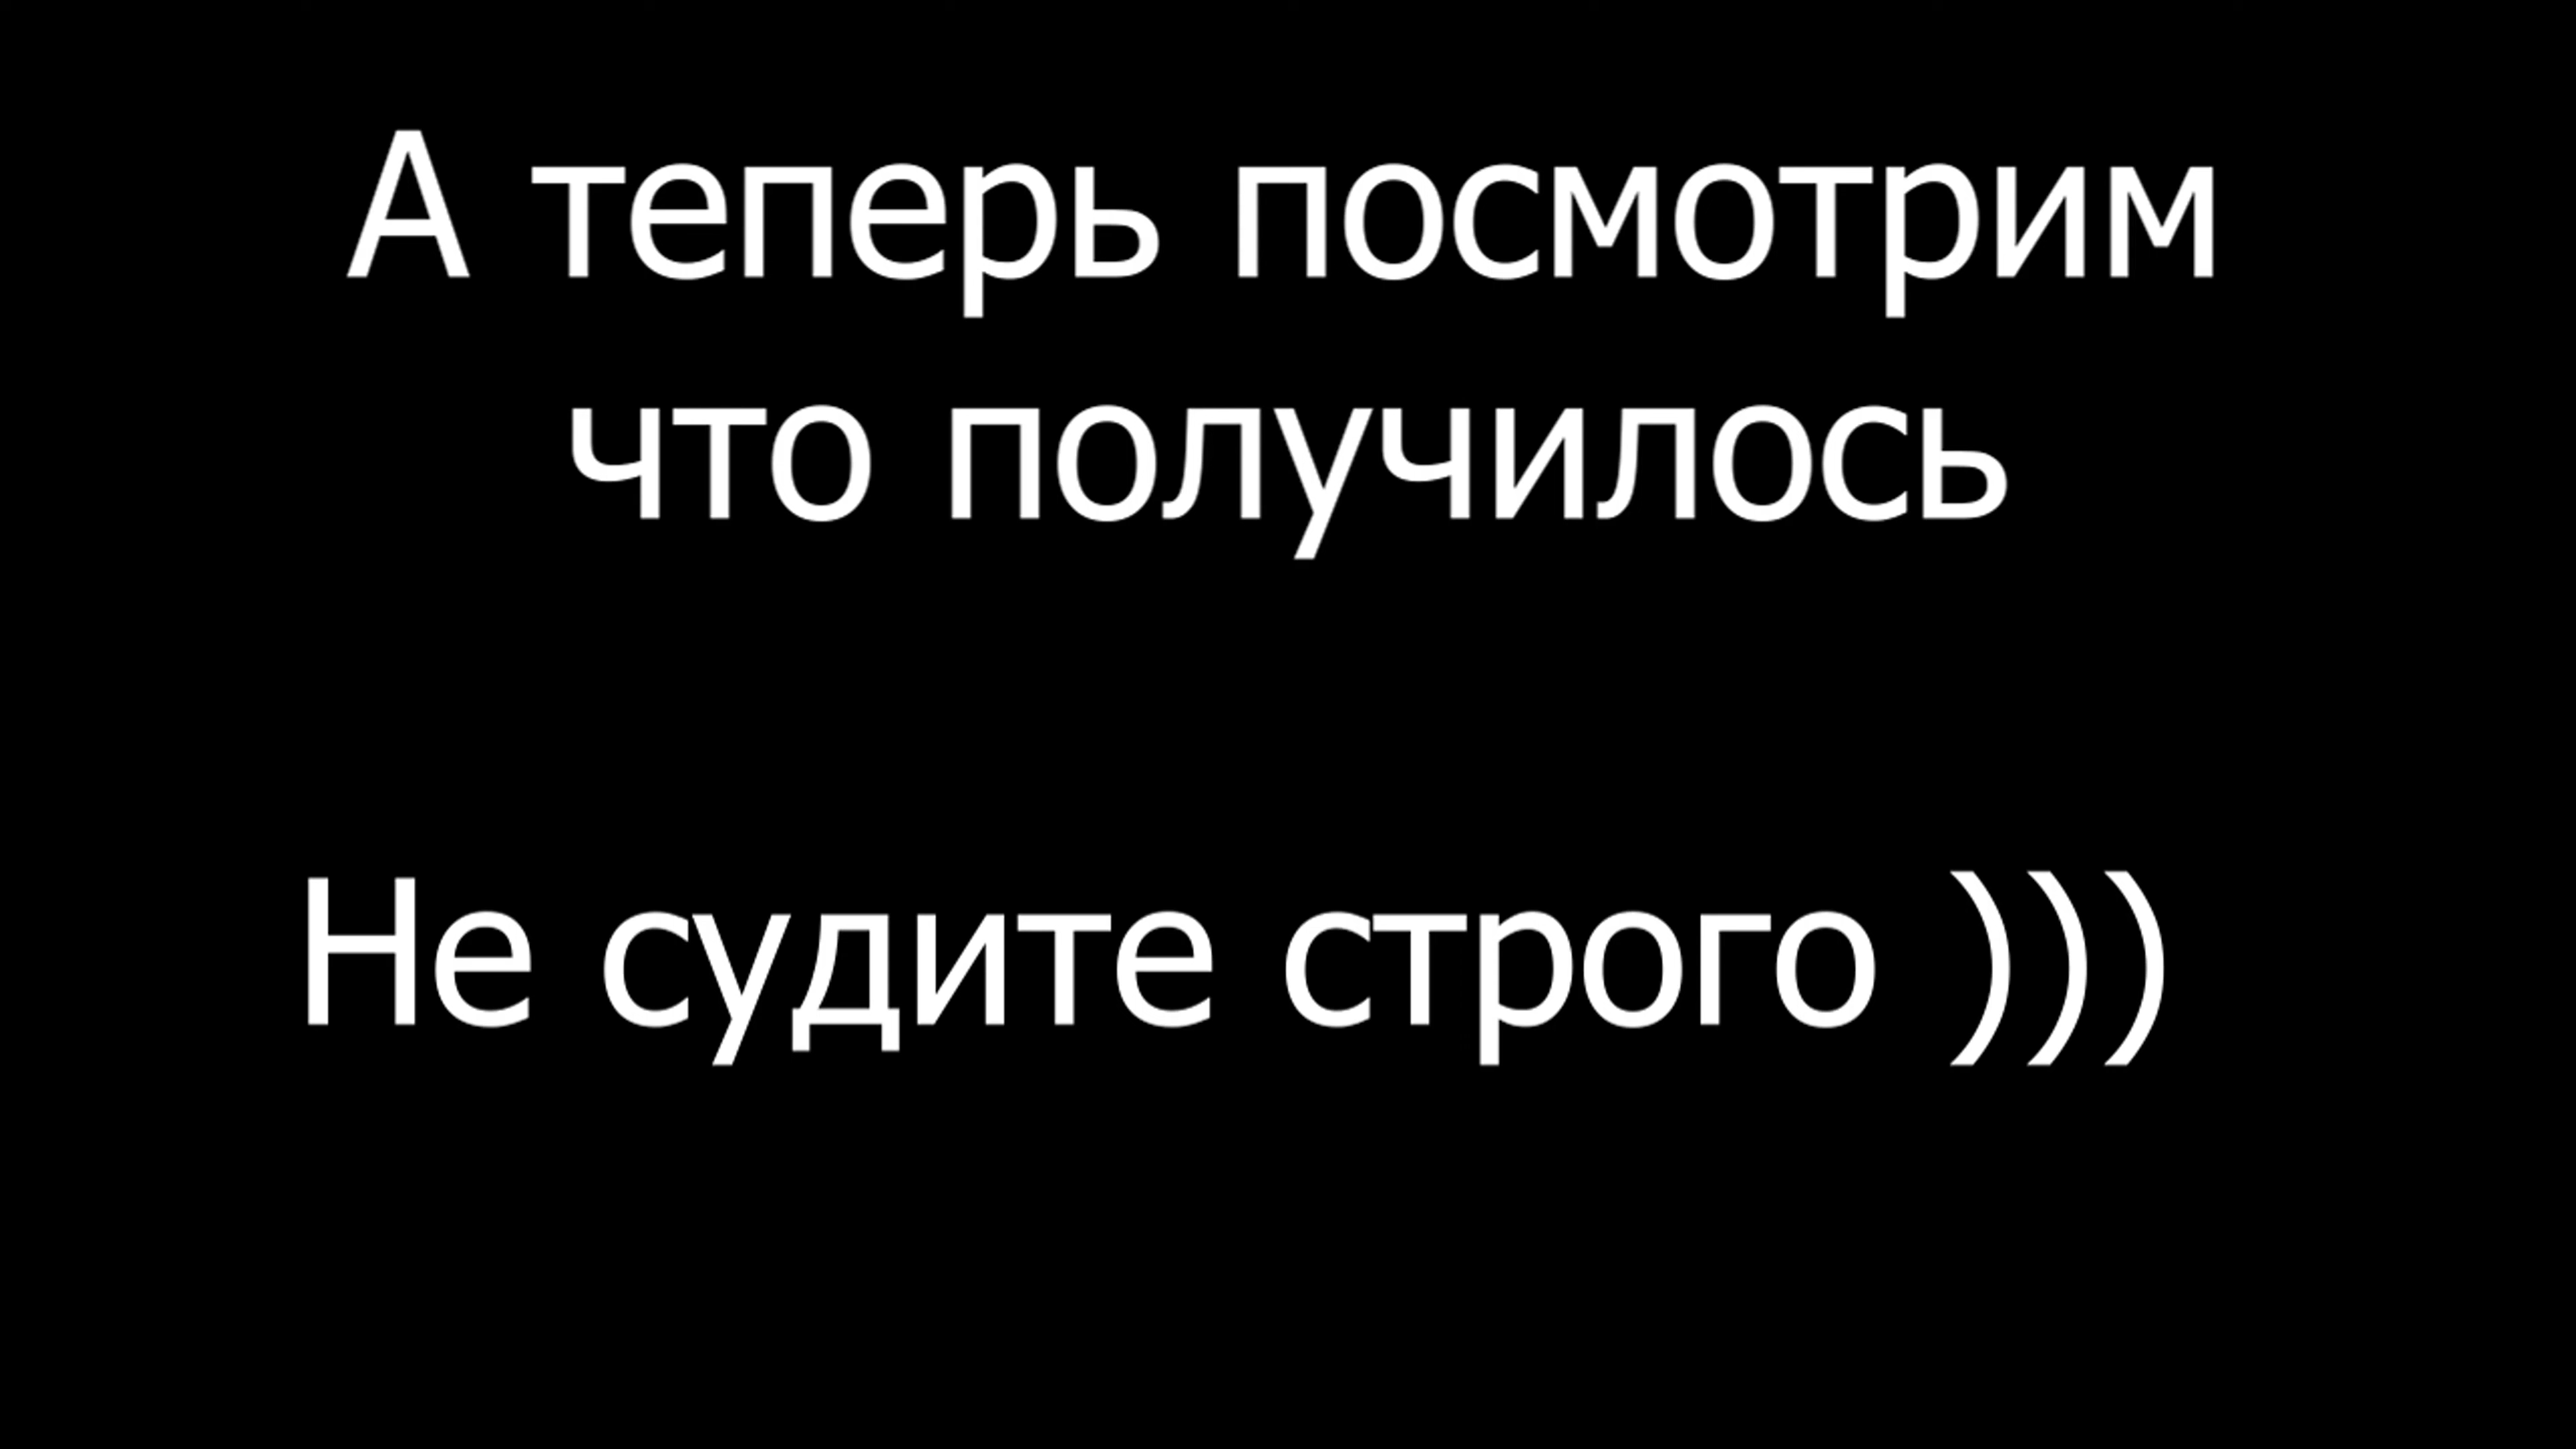 А теперь посмотрим
что получилось
Не судите строго )))